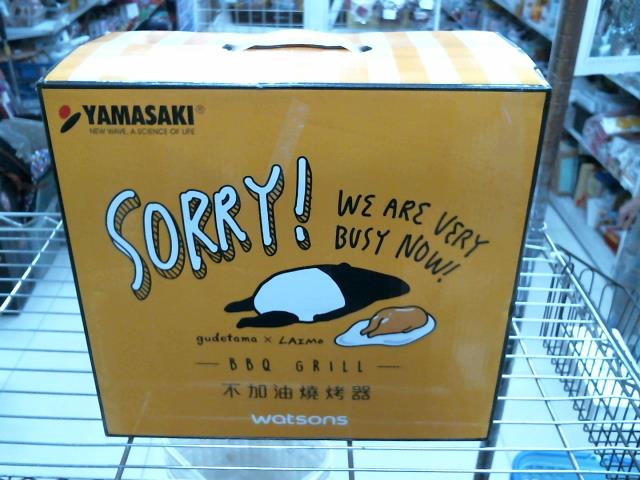 YAMASAKI®
NEW WAVE, A SCIENCE OF LIFE
SORRY!
WE ARE VERY
BUSY NOW!
gudetama × LAIMO
BBQ GRILL
不加油燒烤器
watsons